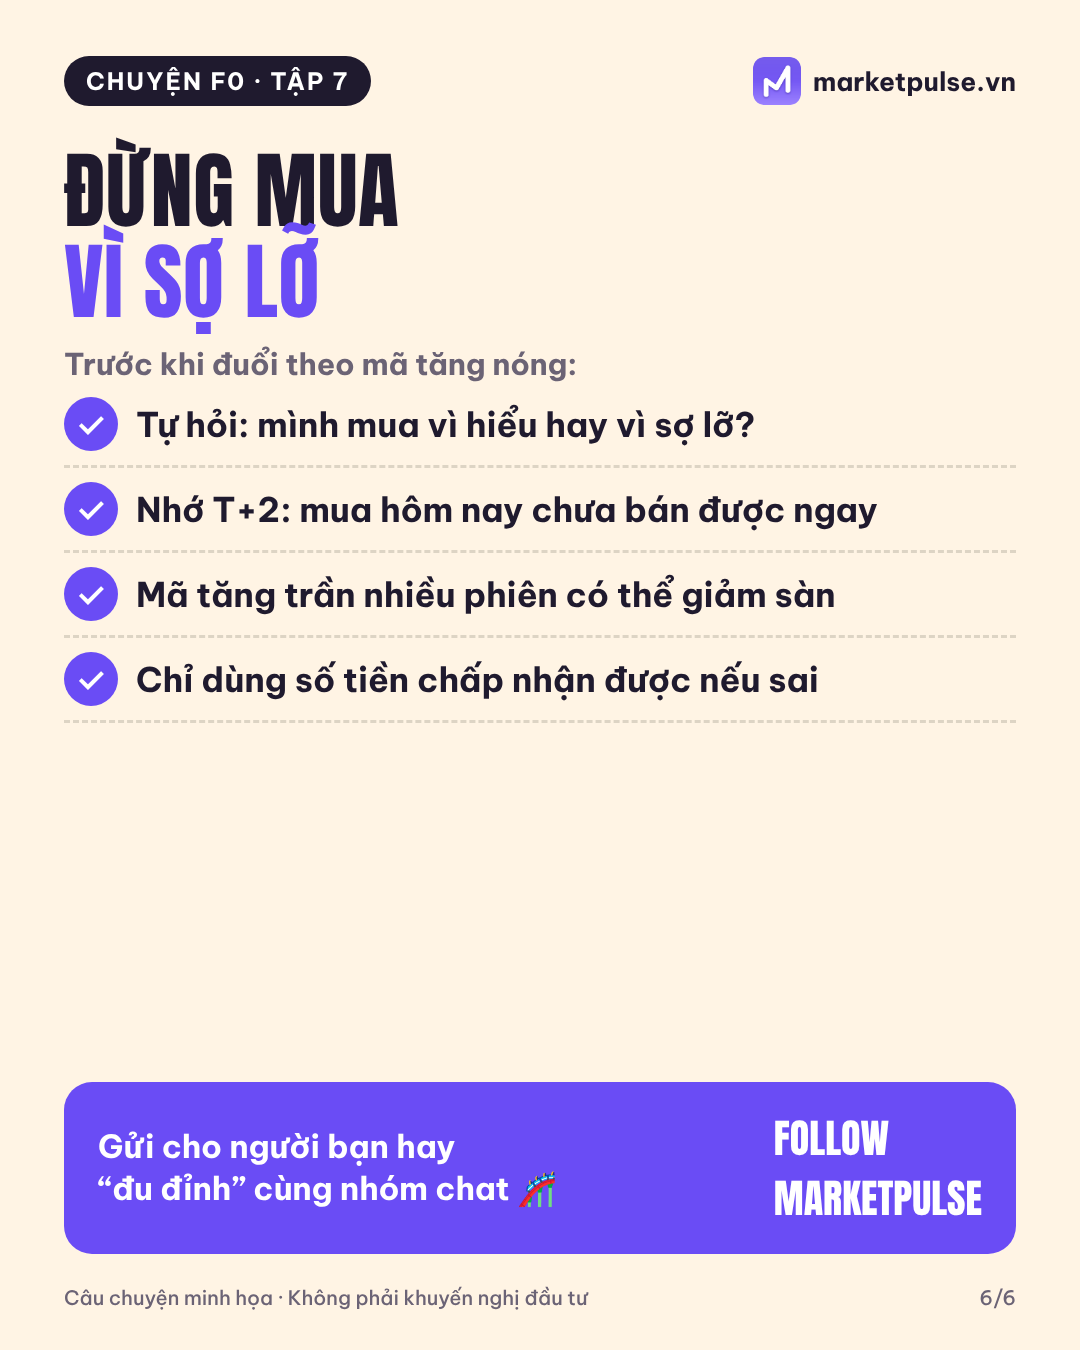 CHUYỆN F0 · TẬP 7
marketpulse.vn
ĐỪNG MUA
VÌ SỢ LỠ
Trước khi đuổi theo mã tăng nóng:
Tự hỏi: mình mua vì hiểu hay vì sợ lỡ?
Nhớ T+2: mua hôm nay chưa bán được ngay
Mã tăng trần nhiều phiên có thể giảm sàn
Chỉ dùng số tiền chấp nhận được nếu sai
Gửi cho người bạn hay
“đu đỉnh” cùng nhóm chat 🎢
FOLLOW
MARKETPULSE
Câu chuyện minh họa · Không phải khuyến nghị đầu tư
6/6